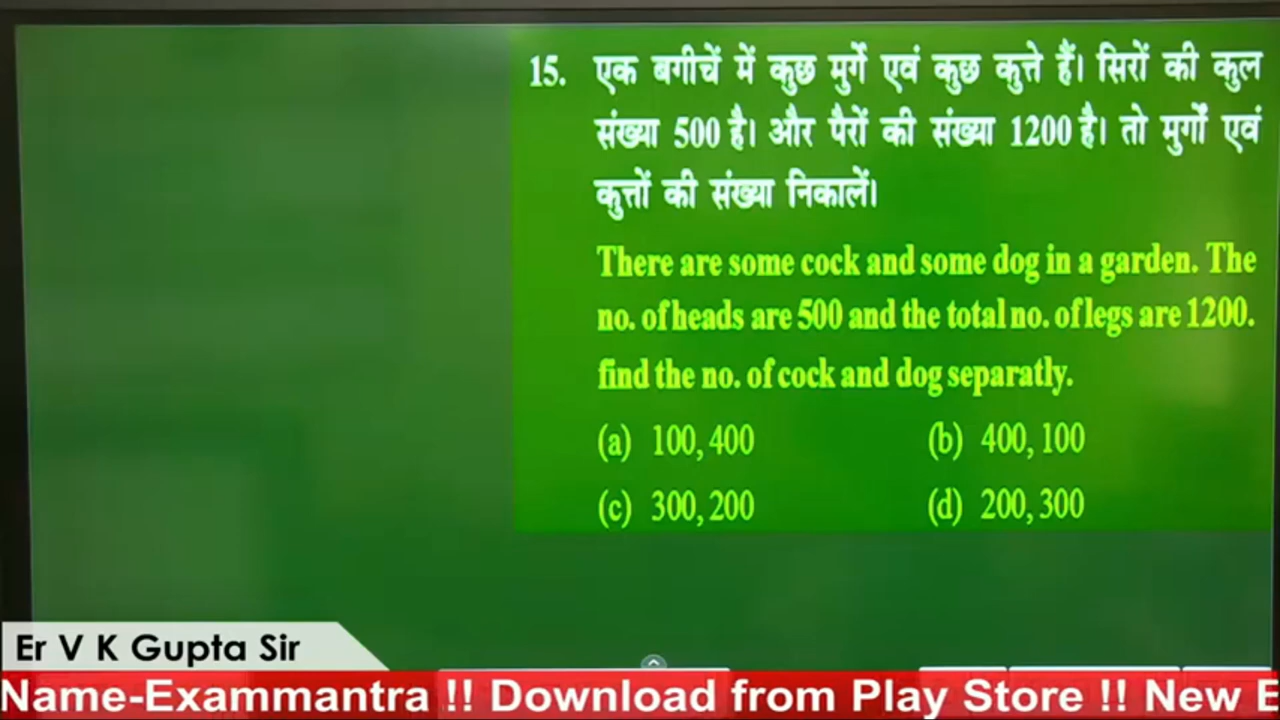 15. एक बगीचें में कुछ मुर्गे एवं कुछ कुत्ते हैं। सिरों की कुल
संख्या 500 है। और पैरों की संख्या 1200 है। तो मुर्गों एवं
कुत्तों की संख्या निकालें।
There are some cock and some dog in a garden. The
no. of heads are 500 and the total no. of legs are 1200.
find the no. of cock and dog separatly.
(a) 100, 400 (b) 400, 100
(c) 300, 200 (d) 200, 300
Er V K Gupta Sir
Name-Exammantra !! Download from Play Store !! New E